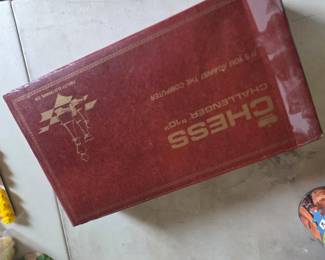 CHESS
CHALLENGER "10"
IT'S YOU AGAINST THE COMPUTER